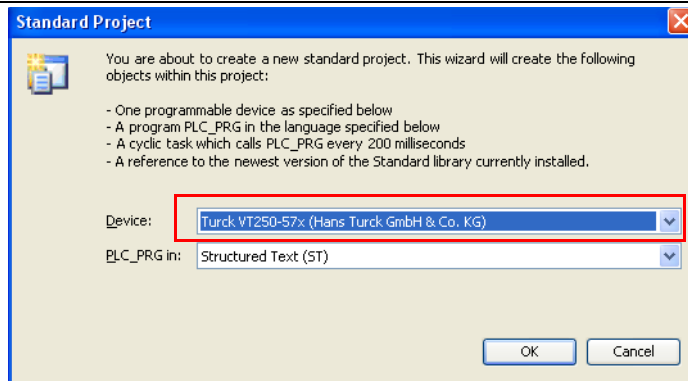 Standard Project
You are about to create a new standard project. This wizard will create the following
objects within this project:
- One programmable device as specified below
- A program PLC_PRG in the language specified below
- A cyclic task which calls PLC_PRG every 200 milliseconds
- A reference to the newest version of the Standard library currently installed.
Device: Turck VT250-57x (Hans Turck GmbH & Co. KG)
PLC_PRG in: Structured Text (ST)
OK Cancel